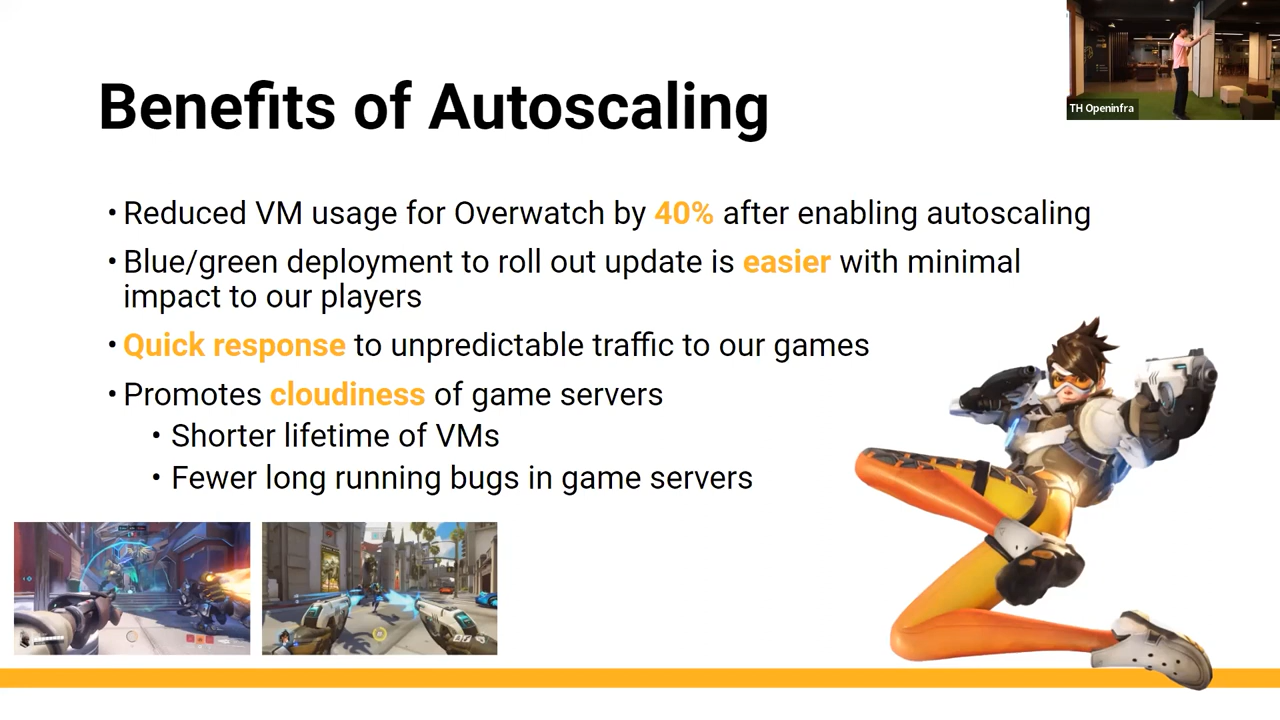 Benefits of Autoscaling
TH Openinfra
• Reduced VM usage for Overwatch by 40% after enabling autoscaling
• Blue/green deployment to roll out update is easier with minimal
impact to our players
• Quick response to unpredictable traffic to our games
• Promotes cloudiness of game servers
• Shorter lifetime of VMs
• Fewer long running bugs in game servers